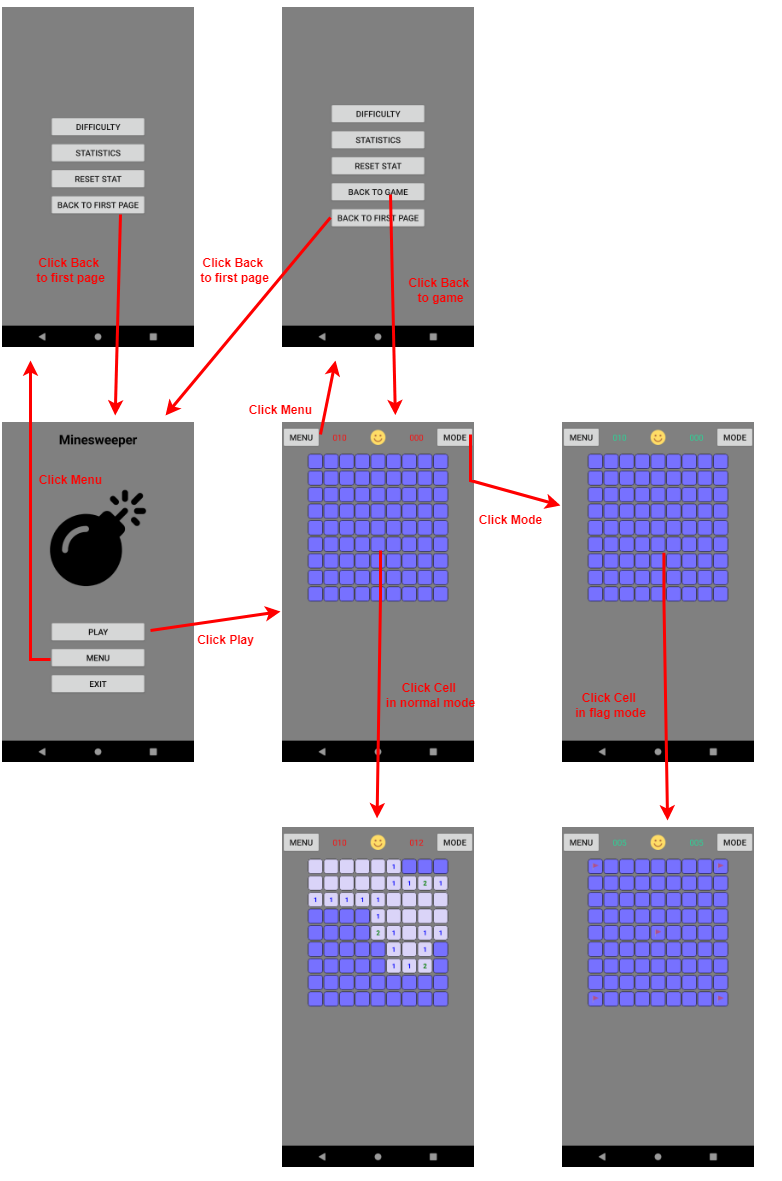 DIFFICULTY
STATISTICS
RESET STAT
BACK TO FIRST PAGE
Click Back
to first page
DIFFICULTY
STATISTICS
RESET STAT
BACK TO GAME
BACK TO FIRST PAGE
Click Back
to first page
Click Back
to game
Click Menu
Minesweeper
Click Menu
PLAY
MENU
EXIT
Click Play
MENU 010 000 MODE
Click Mode
Click Cell
in normal mode
MENU 010 000 MODE
Click Cell
in flag mode
MENU 010 012 MODE
1
1 1 2 1
1 1 1 1 1
1
2 1 1 1
1 1
1 1 2
MENU 005 005 MODE